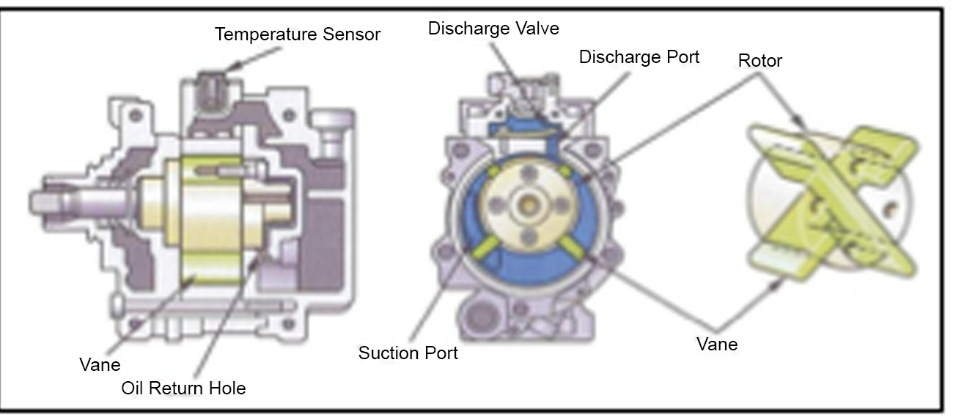 Temperature Sensor
Discharge Valve
Discharge Port
Rotor
Vane
Oil Return Hole
Suction Port
Vane